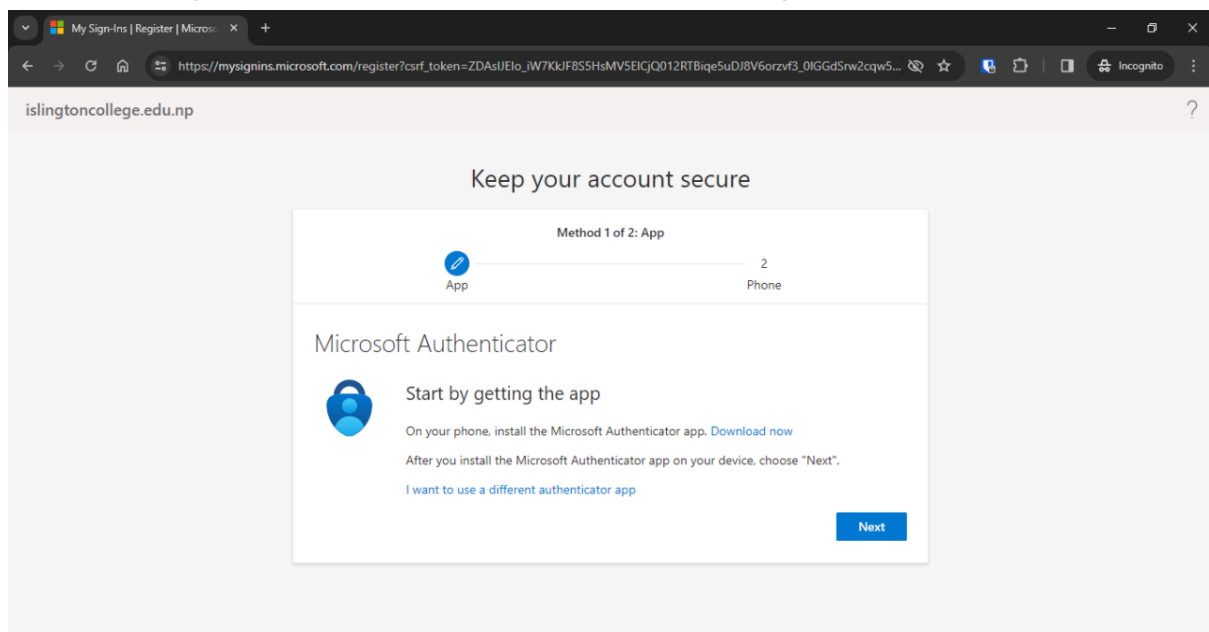 My Sign-Ins | Register | Microsc
https://mysignins.microsoft.com/register?csrf_token=
Incognito
islingtoncollege.edu.np
?
Keep your account secure
Method 1 of 2: App
2
App
Phone
Microsoft Authenticator
Start by getting the app
On your phone, install the Microsoft Authenticator app. Download now
After you install the Microsoft Authenticator app on your device, choose "Next".
I want to use a different authenticator app
Next